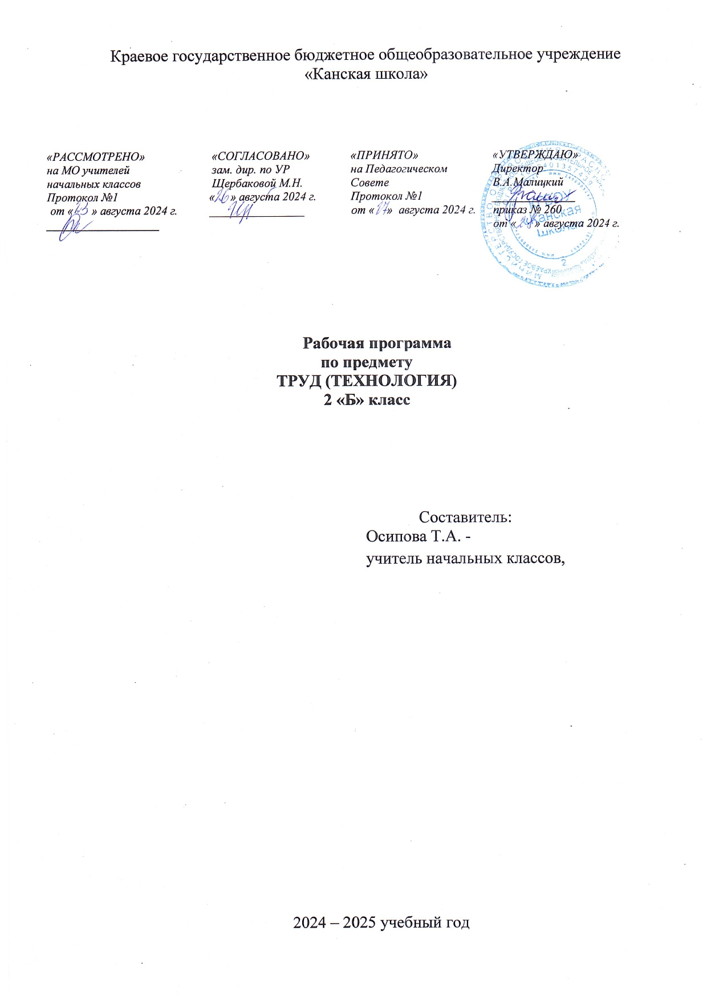 Краевое государственное бюджетное общеобразовательное учреждение
«Канская школа»
«РАССМОТРЕНО»
на МО учителей
начальных классов
Протокол №1
от «23» августа 2024 г.
«СОГЛАСОВАНО»
зам. дир. по УР
Щербаковой М.Н.
«26» августа 2024 г.
«ПРИНЯТО»
на Педагогическом
Совете
Протокол №1
от « » августа 2024 г.
«УТВЕРЖДАЮ»
Директор
В.А.Малицкий
приказ № 260
от « » августа 2024 г.
Канская
школа
Рабочая программа
по предмету
ТРУД (ТЕХНОЛОГИЯ)
2 «Б» класс
Составитель:
Осипова Т.А. -
учитель начальных классов,
2024 – 2025 учебный год